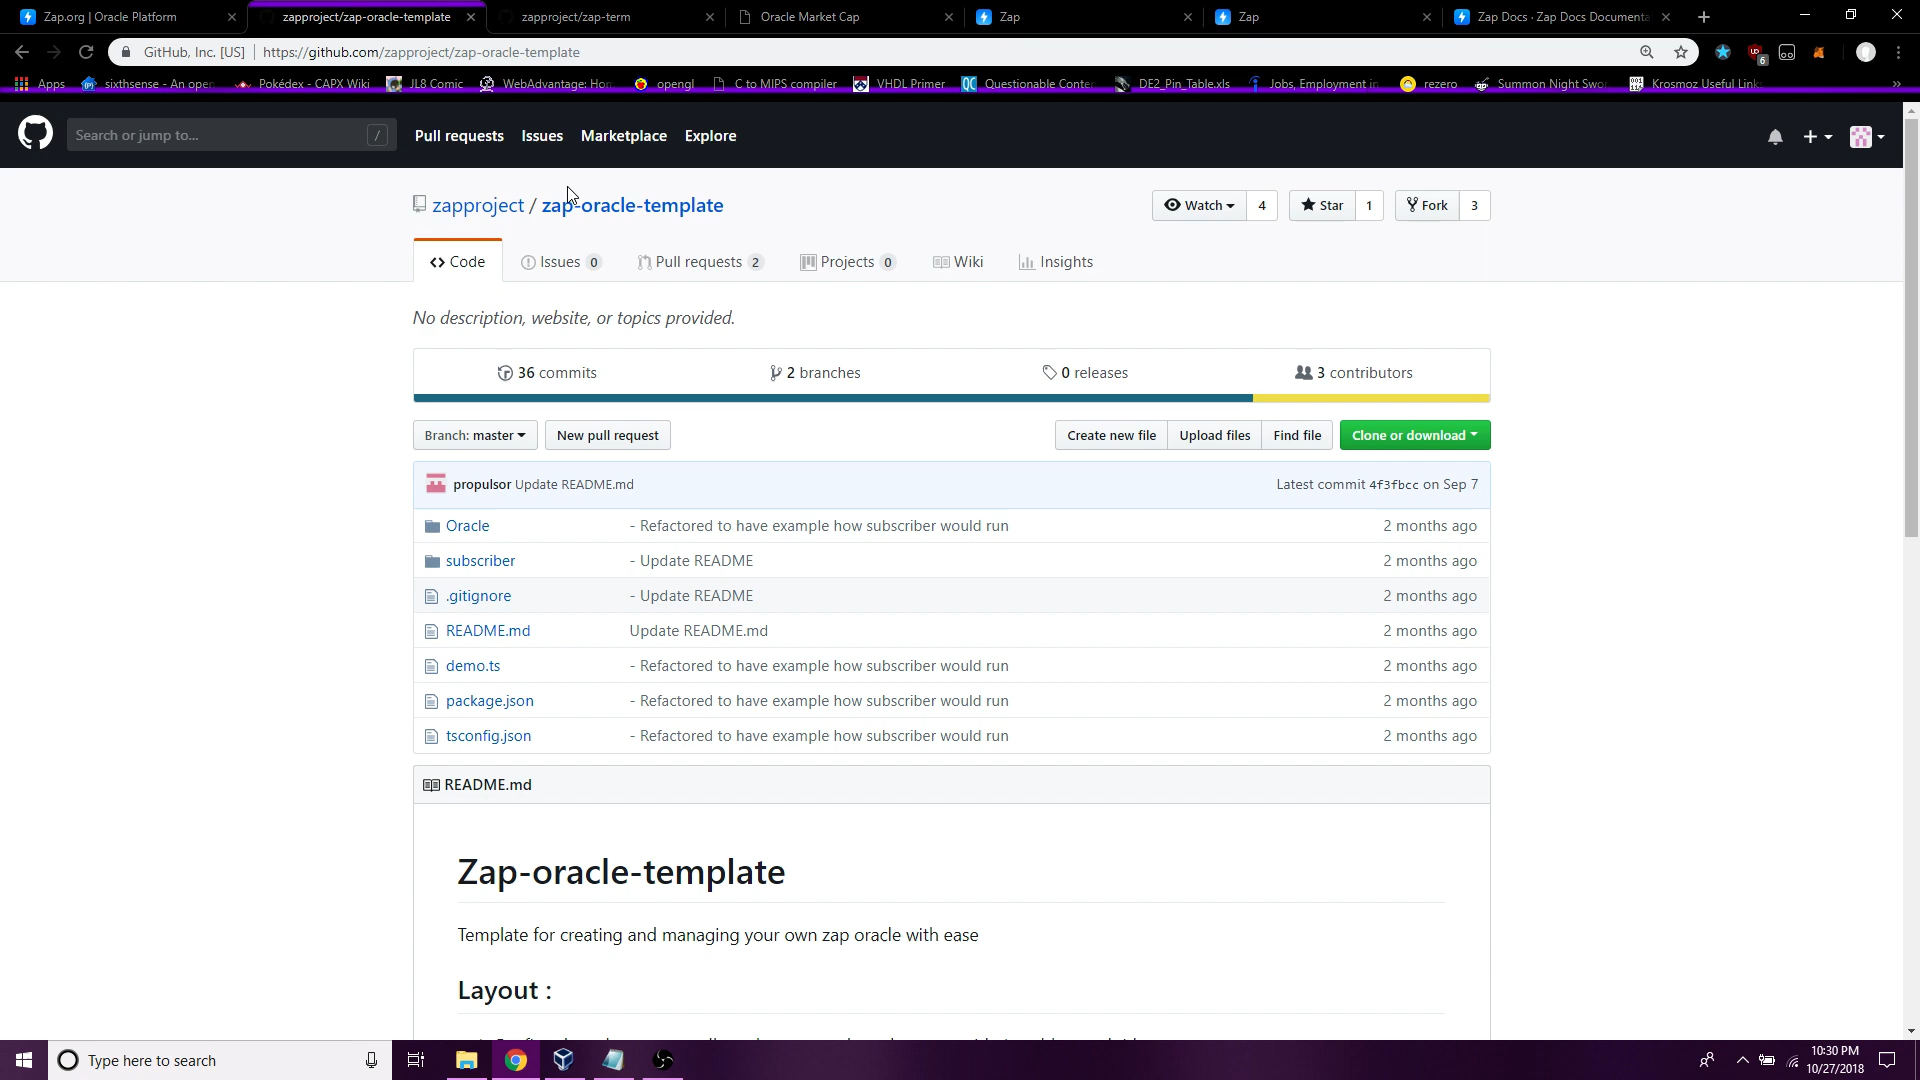 Zap.org | Oracle Platform
zapproject/zap-oracle-template
zapproject/zap-term
Oracle Market Cap
Zap
Zap
Zap Docs · Zap Docs Documenta
GitHub, Inc. [US] | https://github.com/zapproject/zap-oracle-template
6
Apps
sixthsense - An open
Pokédex - CAPX Wiki
JL8 Comic
WebAdvantage: Hom
opengl
C to MIPS compiler
VHDL Primer
QC
Questionable Conte
DE2_Pin_Table.xls
Jobs, Employment in
rezero
Summon Night Swo
Krosmoz Useful Link
»
Search or jump to...
/
Pull requests
Issues
Marketplace
Explore
zapproject / zap-oracle-template
Watch
4
Star
1
Fork
3
Code
Issues 0
Pull requests 2
Projects 0
Wiki
Insights
No description, website, or topics provided.
36 commits
2 branches
0 releases
3 contributors
Branch: master
New pull request
Create new file
Upload files
Find file
Clone or download
propulsor Update README.md
Latest commit 4f3fbcc on Sep 7
Oracle - Refactored to have example how subscriber would run 2 months ago
subscriber - Update README 2 months ago
.gitignore - Update README 2 months ago
README.md Update README.md 2 months ago
demo.ts - Refactored to have example how subscriber would run 2 months ago
package.json - Refactored to have example how subscriber would run 2 months ago
tsconfig.json - Refactored to have example how subscriber would run 2 months ago
README.md
Zap-oracle-template
Template for creating and managing your own zap oracle with ease
Layout :
Type here to search
10:30 PM
10/27/2018